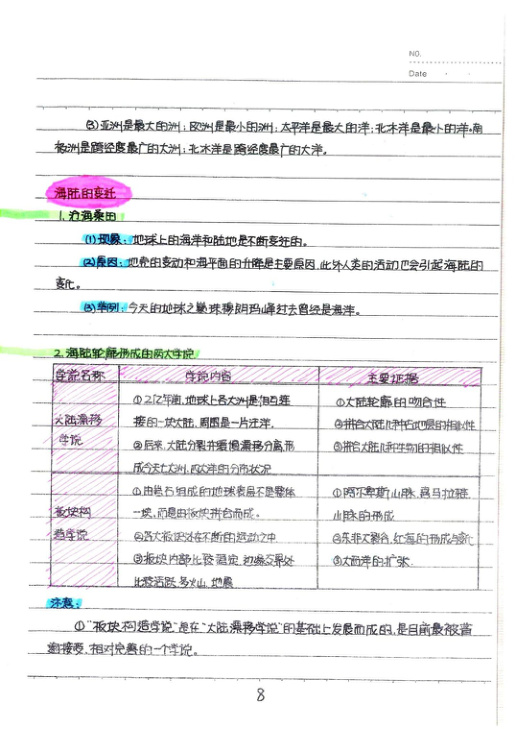 NO.
Date
(3)亚洲是最大的洲;欧洲是最小的洲;太平洋是最大的洋;北冰洋是最小的洋。南
极洲是跨经度最广的大洲;北冰洋是跨经度最广的大洋。
海陆的变迁
1.沧海桑田
(1)现象:地球上的海洋和陆地是不断变迁的。
(2)原因:地壳的变动和海平面的升降是主要原因,此外人类的活动也会引起海陆的
变化。
(3)举例:今天的地球之巅珠穆朗玛峰过去曾经是海洋。
2.海陆轮廓形成的两大学说
学说名称 学说内容 主要证据
大陆漂移
学说
①2亿年前,地球上各大洲是相互连
接的一块大陆,周围是一片汪洋。
②后来,大陆分裂并缓慢漂移分离,形
成今天七大洲,四大洋的分布状况
①大陆轮廓的吻合性
②拼合大陆几种古地层的相似性
③拼合大陆几种生物的相似性
板块构
造学说
①由岩石组成的地球表层不是整体
一块,而是由板块拼合而成。
②各大板块处在不断的运动之中
③板块内部比较稳定,边缘交界处
比较活跃,多火山、地震
①阿尔卑斯山脉、喜马拉雅
山脉的形成
②东非大裂谷、红海的形成
③大西洋的扩张
注意:
①"板块构造学说"是在"大陆漂移学说"的基础上发展而成的,是目前最被普
遍接受,相对完善的一个学说。
8